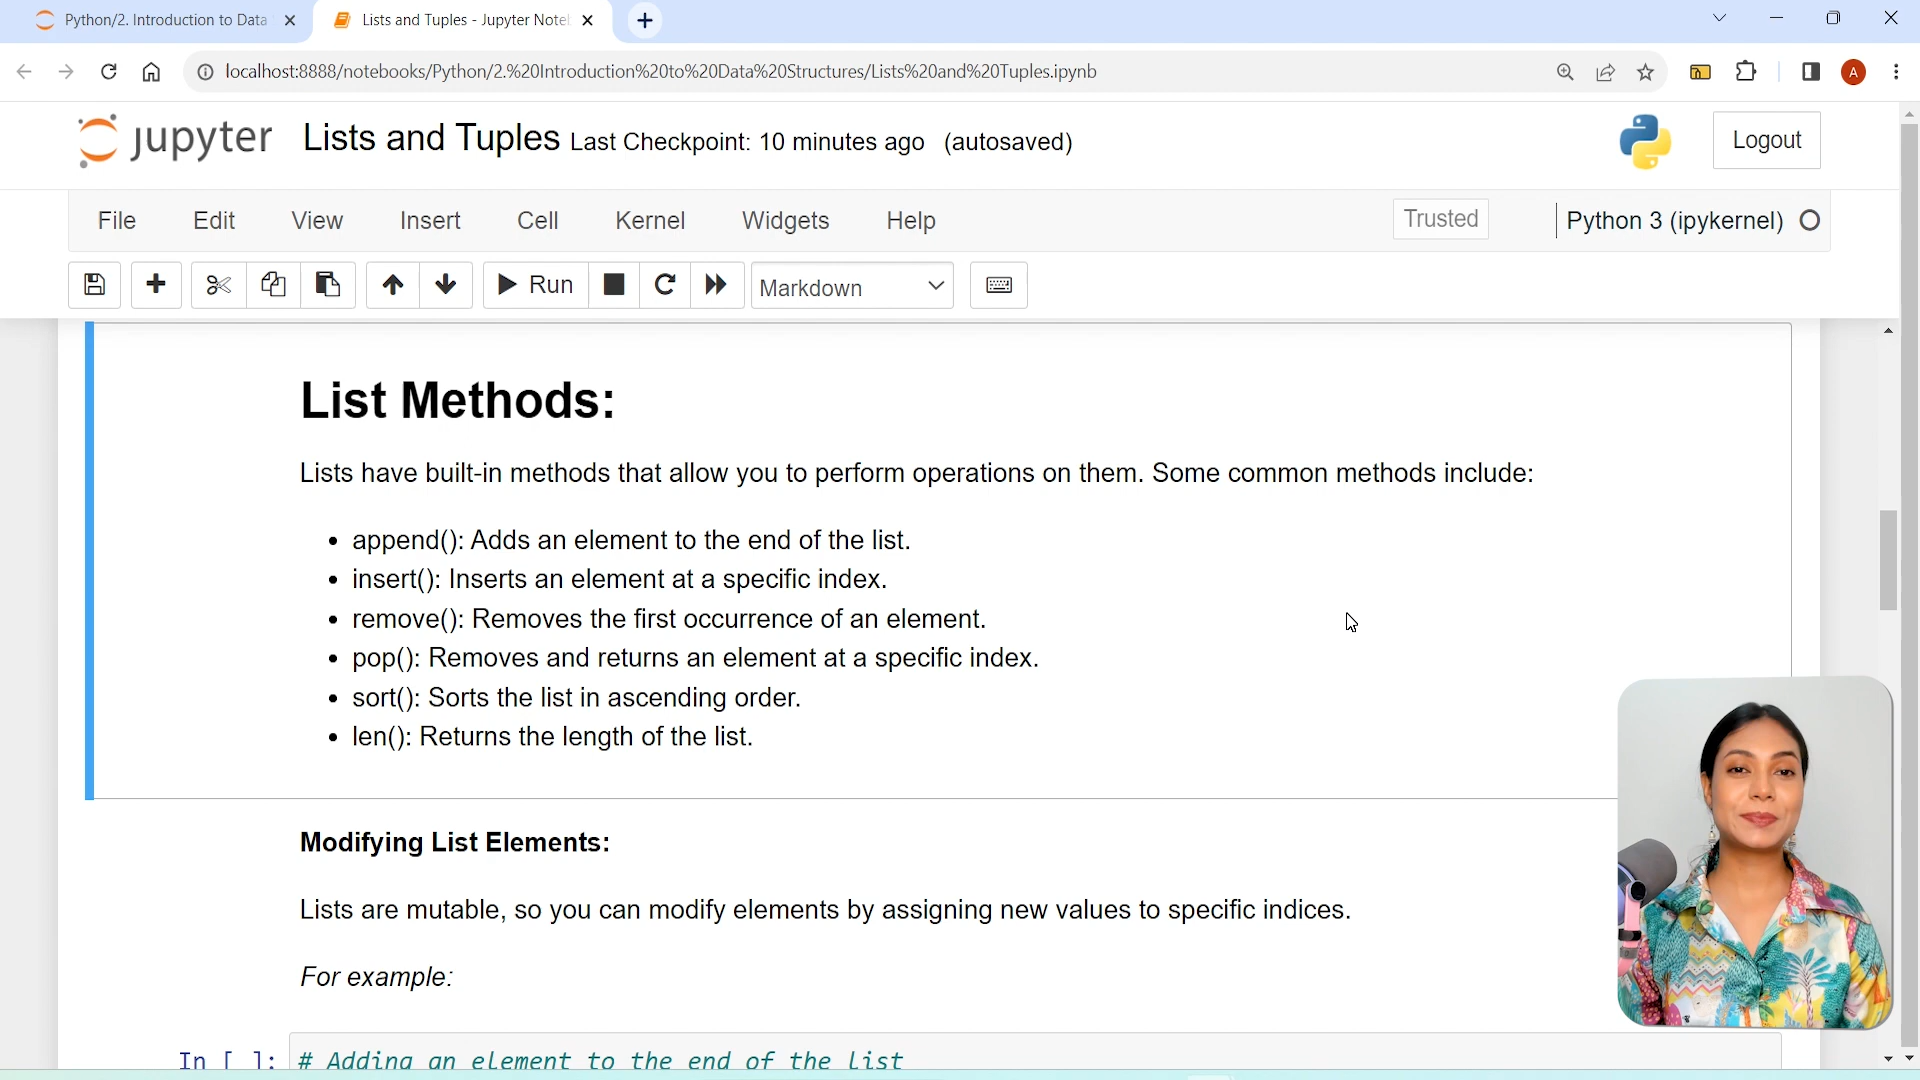 Python/2. Introduction to Data
Lists and Tuples - Jupyter Note
localhost:8888/notebooks/Python/2.%20Introduction%20to%20Data%20Structures/Lists%20and%20Tuples.ipynb
A
jupyter Lists and Tuples Last Checkpoint: 10 minutes ago (autosaved)
Logout
File Edit View Insert Cell Kernel Widgets Help
Trusted
Python 3 (ipykernel)
Run
Markdown
List Methods:
Lists have built-in methods that allow you to perform operations on them. Some common methods include:
• append(): Adds an element to the end of the list.
• insert(): Inserts an element at a specific index.
• remove(): Removes the first occurrence of an element.
• pop(): Removes and returns an element at a specific index.
• sort(): Sorts the list in ascending order.
• len(): Returns the length of the list.
Modifying List Elements:
Lists are mutable, so you can modify elements by assigning new values to specific indices.
For example:
In [ ]: # Adding an element to the end of the list